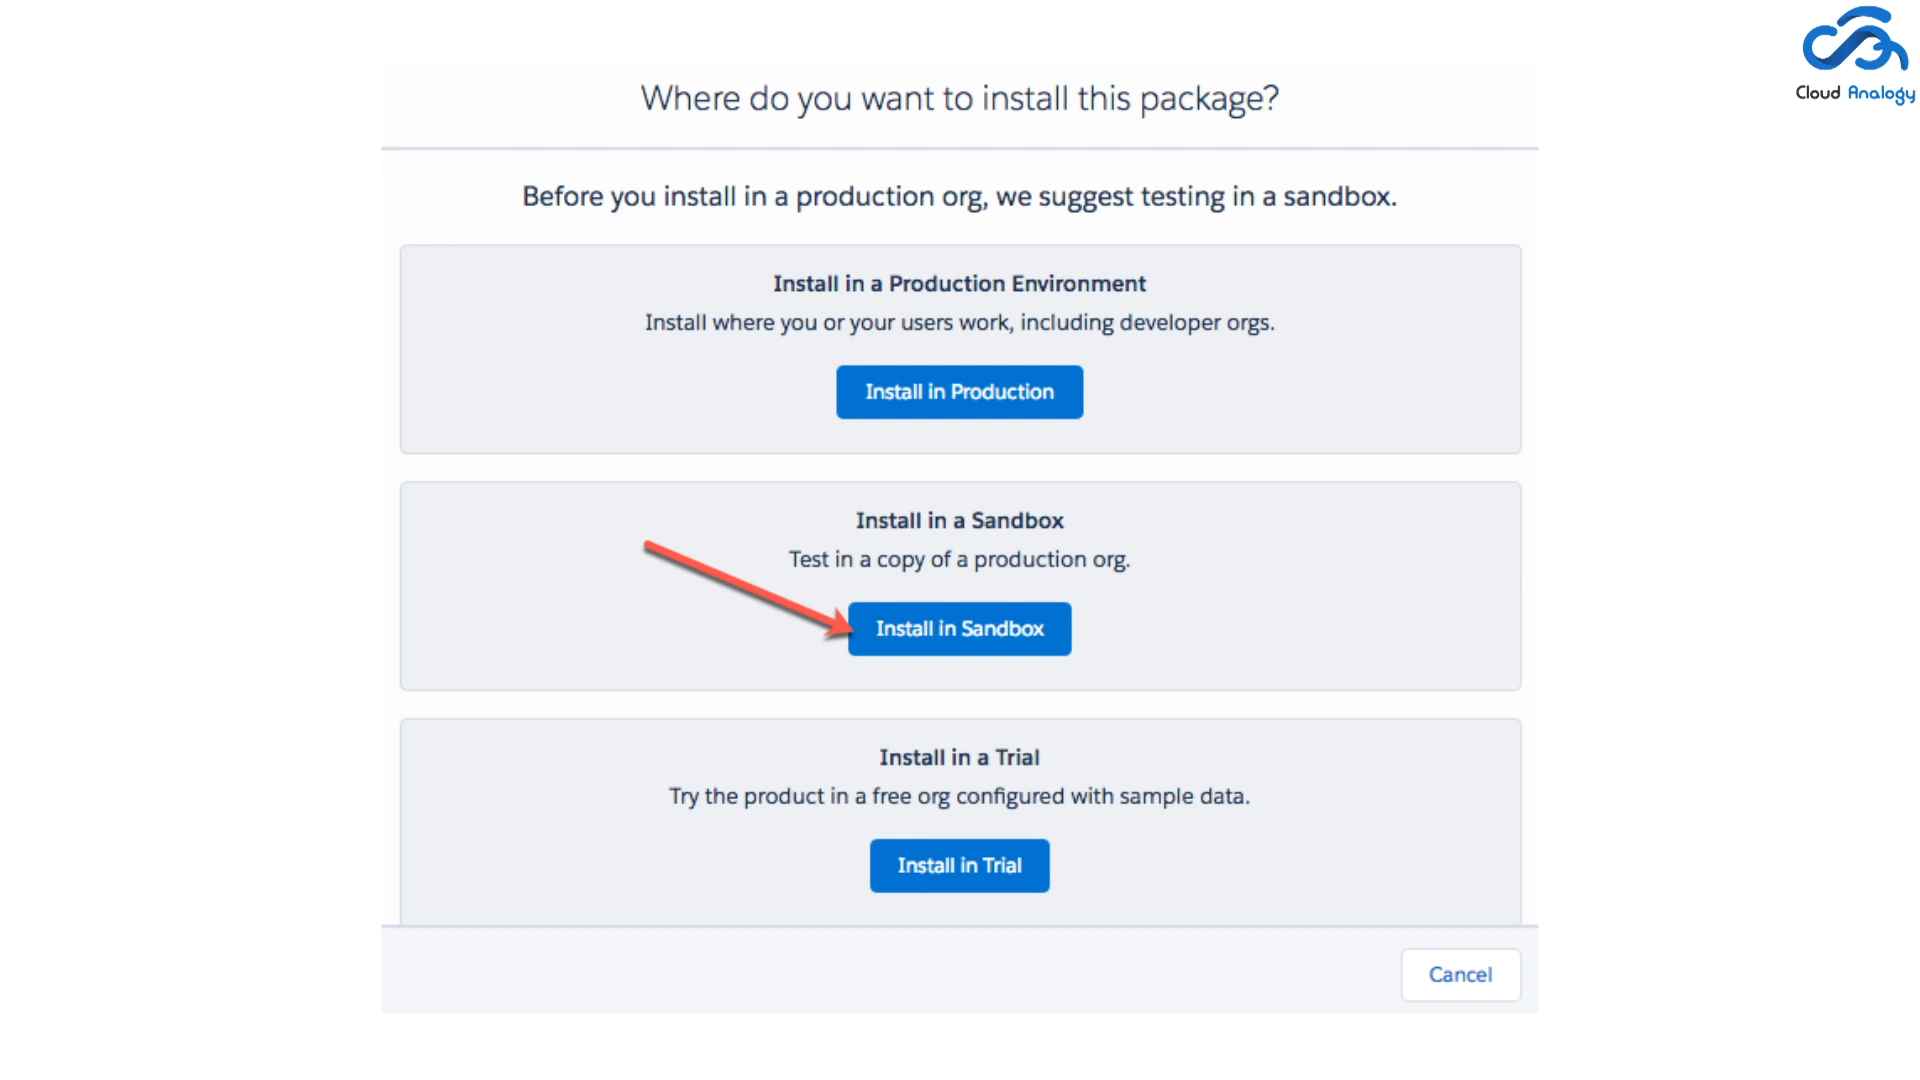 Cloud Analogy
Where do you want to install this package?
Before you install in a production org, we suggest testing in a sandbox.
Install in a Production Environment
Install where you or your users work, including developer orgs.
Install in Production
Install in a Sandbox
Test in a copy of a production org.
Install in Sandbox
Install in a Trial
Try the product in a free org configured with sample data.
Install in Trial
Cancel